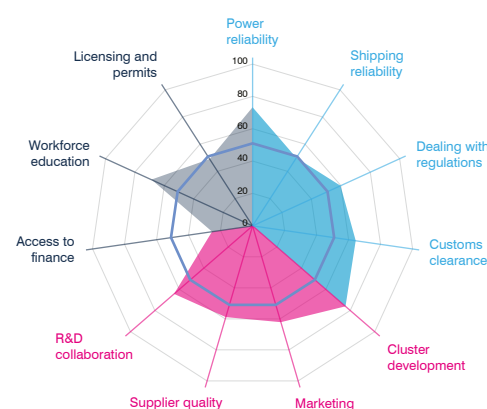 Power
reliability
Licensing and
permits
Shipping
reliability
100
80
60
40
20
0
Workforce
education
Dealing with
regulations
Access to
finance
Customs
clearance
R&D
collaboration
Cluster
development
Supplier quality
Marketing